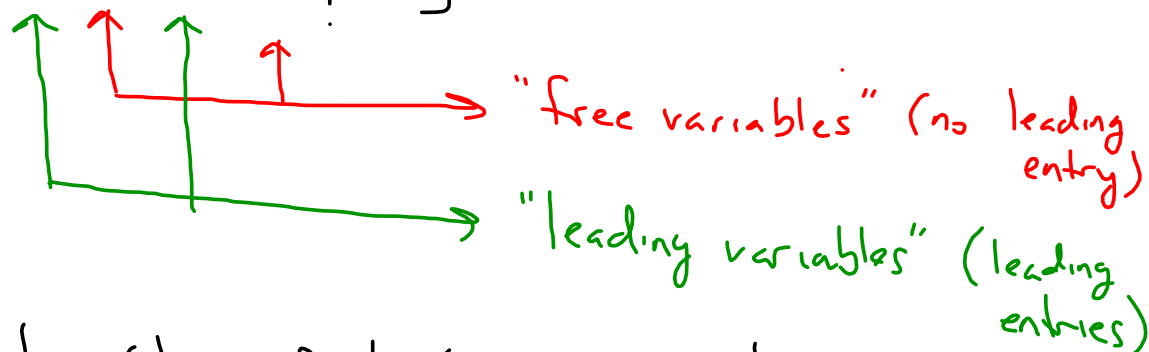 "free variables" (no leading
entry)
"leading variables" (leading
entries)